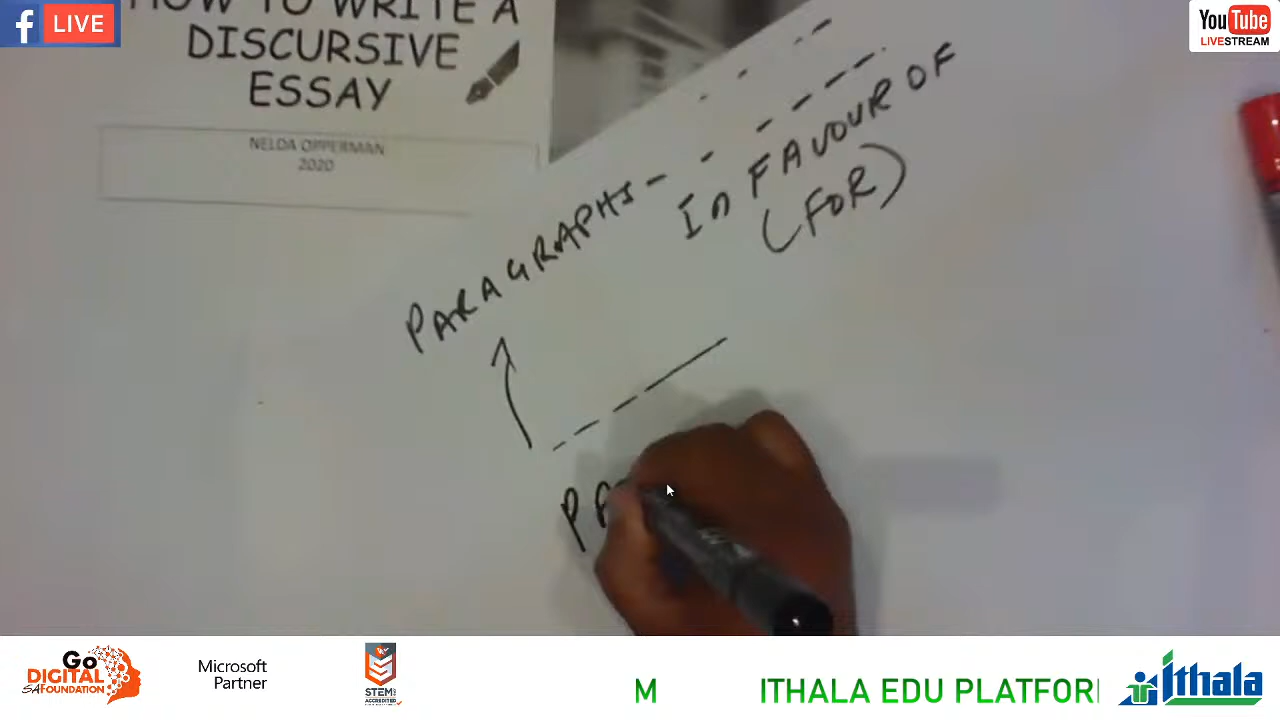 LIVE
HOW TO WRITE A
DISCURSIVE
ESSAY
NELDA OPPERMAN
2020
YouTube
LIVESTREAM
PARAGRAPHS
In FAVOUR OF
(FOR)
PA
Go
DIGITAL
SA FOUNDATION
Microsoft
Partner
M ITHALA EDU PLATFOR
ithala